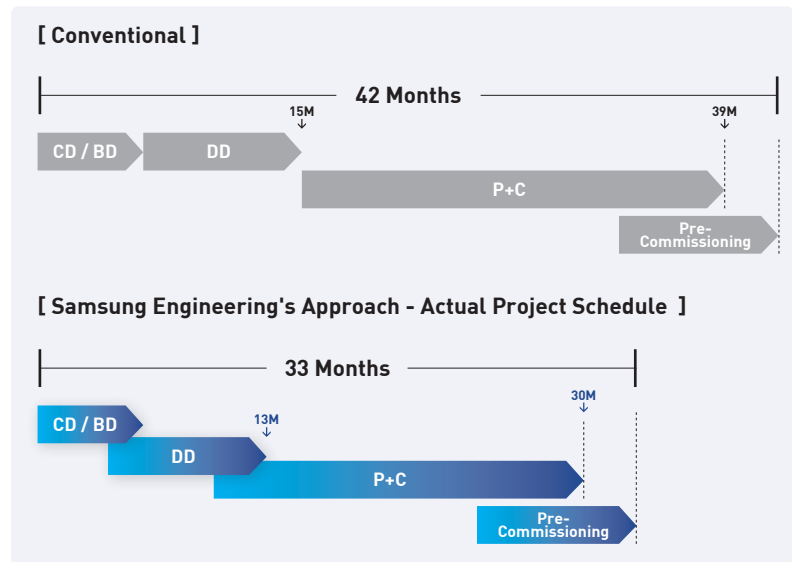 [ Conventional ]
42 Months
15M
39M
CD / BD
DD
P+C
Pre-
Commissioning
[ Samsung Engineering's Approach - Actual Project Schedule ]
33 Months
30M
13M
CD / BD
DD
P+C
Pre-
Commissioning